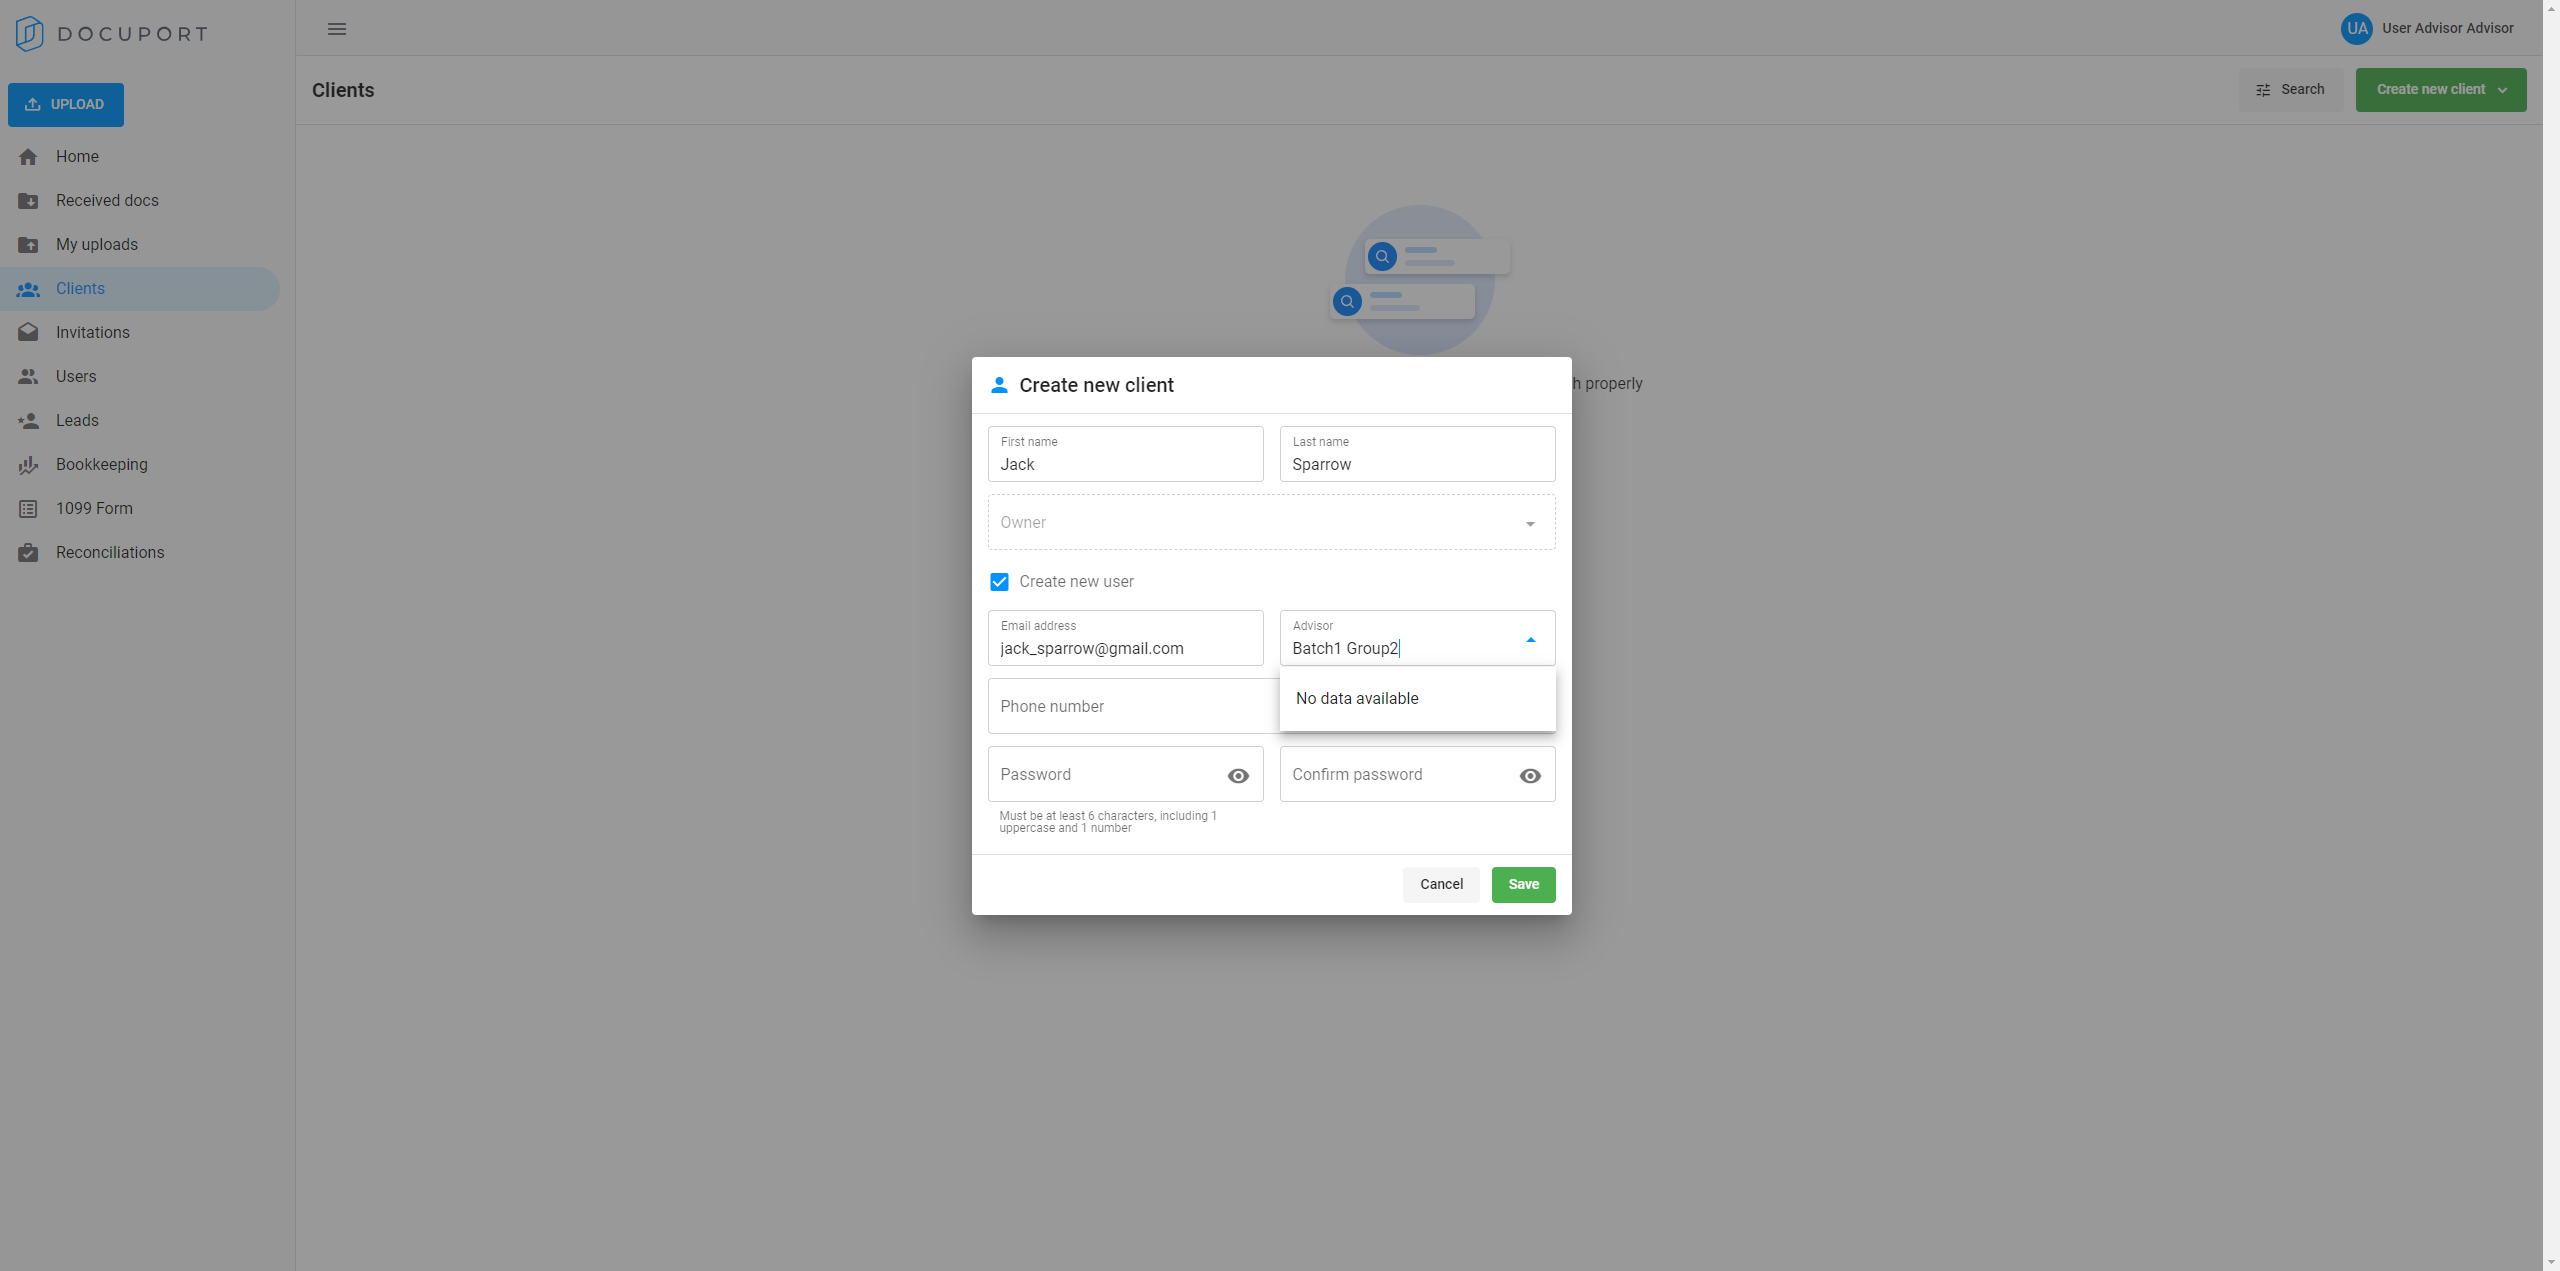 DOCUPORT
User Advisor Advisor
UA
UPLOAD
Clients
Search
Create new client
Home
Received docs
My uploads
Clients
Invitations
Users
Leads
Bookkeeping
1099 Form
Reconciliations
h properly
Create new client
First name
Jack
Last name
Sparrow
Owner
Create new user
Email address
jack_sparrow@gmail.com
Advisor
Batch1 Group2
No data available
Phone number
Password
Confirm password
Must be at least 6 characters, including 1
uppercase and 1 number
Cancel
Save